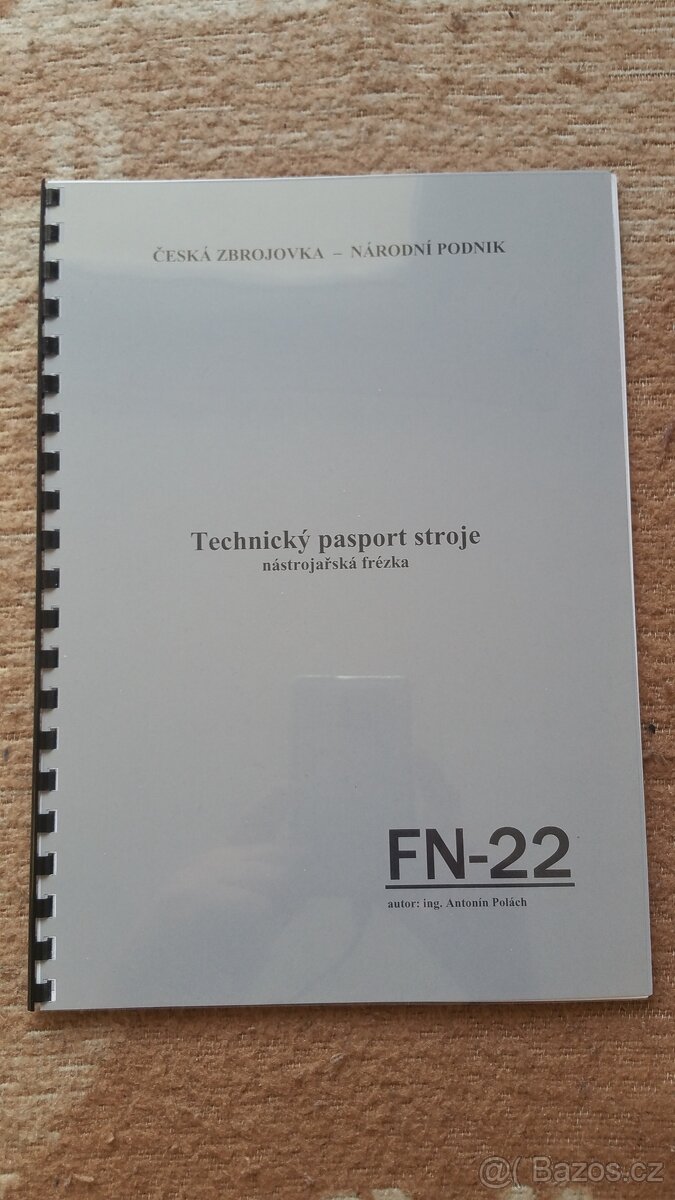 ČESKÁ ZBROJOVKA – NÁRODNÍ PODNIK
Technický pasport stroje
nástrojařská frézka
FN-22
autor: ing. Antonín Polách
@( Bazos.cz